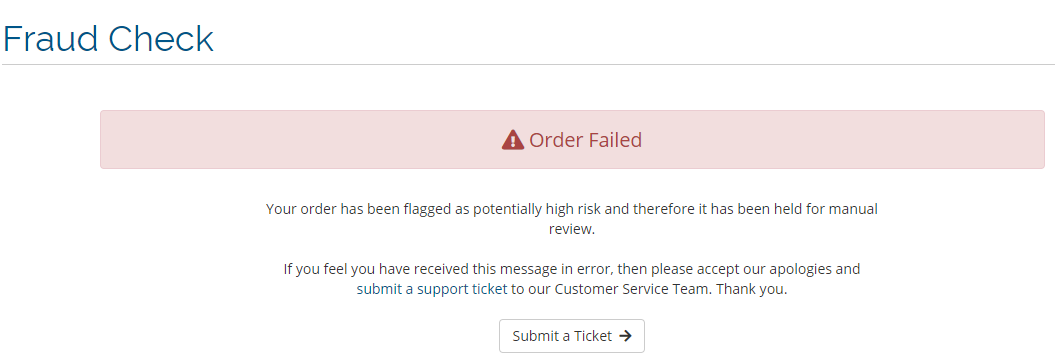 Fraud Check
Order Failed
Your order has been flagged as potentially high risk and therefore it has been held for manual
review.
If you feel you have received this message in error, then please accept our apologies and
submit a support ticket to our Customer Service Team. Thank you.
Submit a Ticket